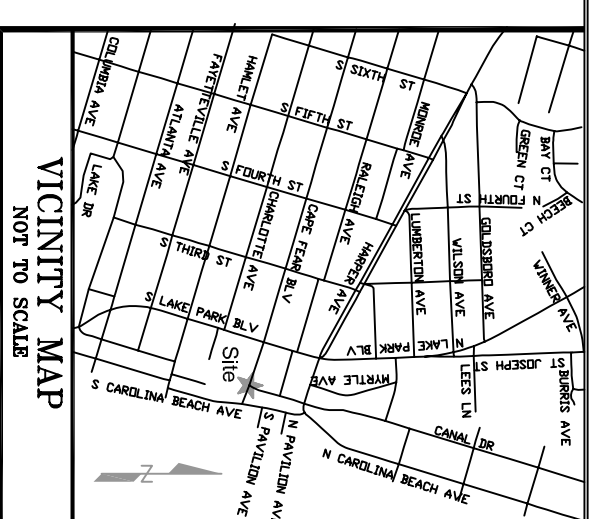 VICINITY MAP
NOT TO SCALE
COLUMBIA AVE
FAYETTEVILLE AVE
HAMLET AVE
ATLANTA AVE
LAKE DR
S SIXTH ST
S FIFTH ST
S FOURTH ST
S THIRD ST
S LAKE PARK BLV
S CAROLINA BEACH AVE
MONROE AVE
RALEIGH AVE
HARPER AVE
CAPE FEAR BLV
CHARLOTTE AVE
Site
S PAVILION AVE
N PAVILION AV
N CAROLINA BEACH AVE
CANAL DR
MYRTLE AVE
N LAKE PARK BLV
LUMBERTON AVE
WILSON AVE
GOLDSBORO AVE
N FOURTH ST
GREEN CT
BAY CT
BEECH CT
WINNER AVE
ST JOSEPH ST
LEES LN
BURRIS AVE
N